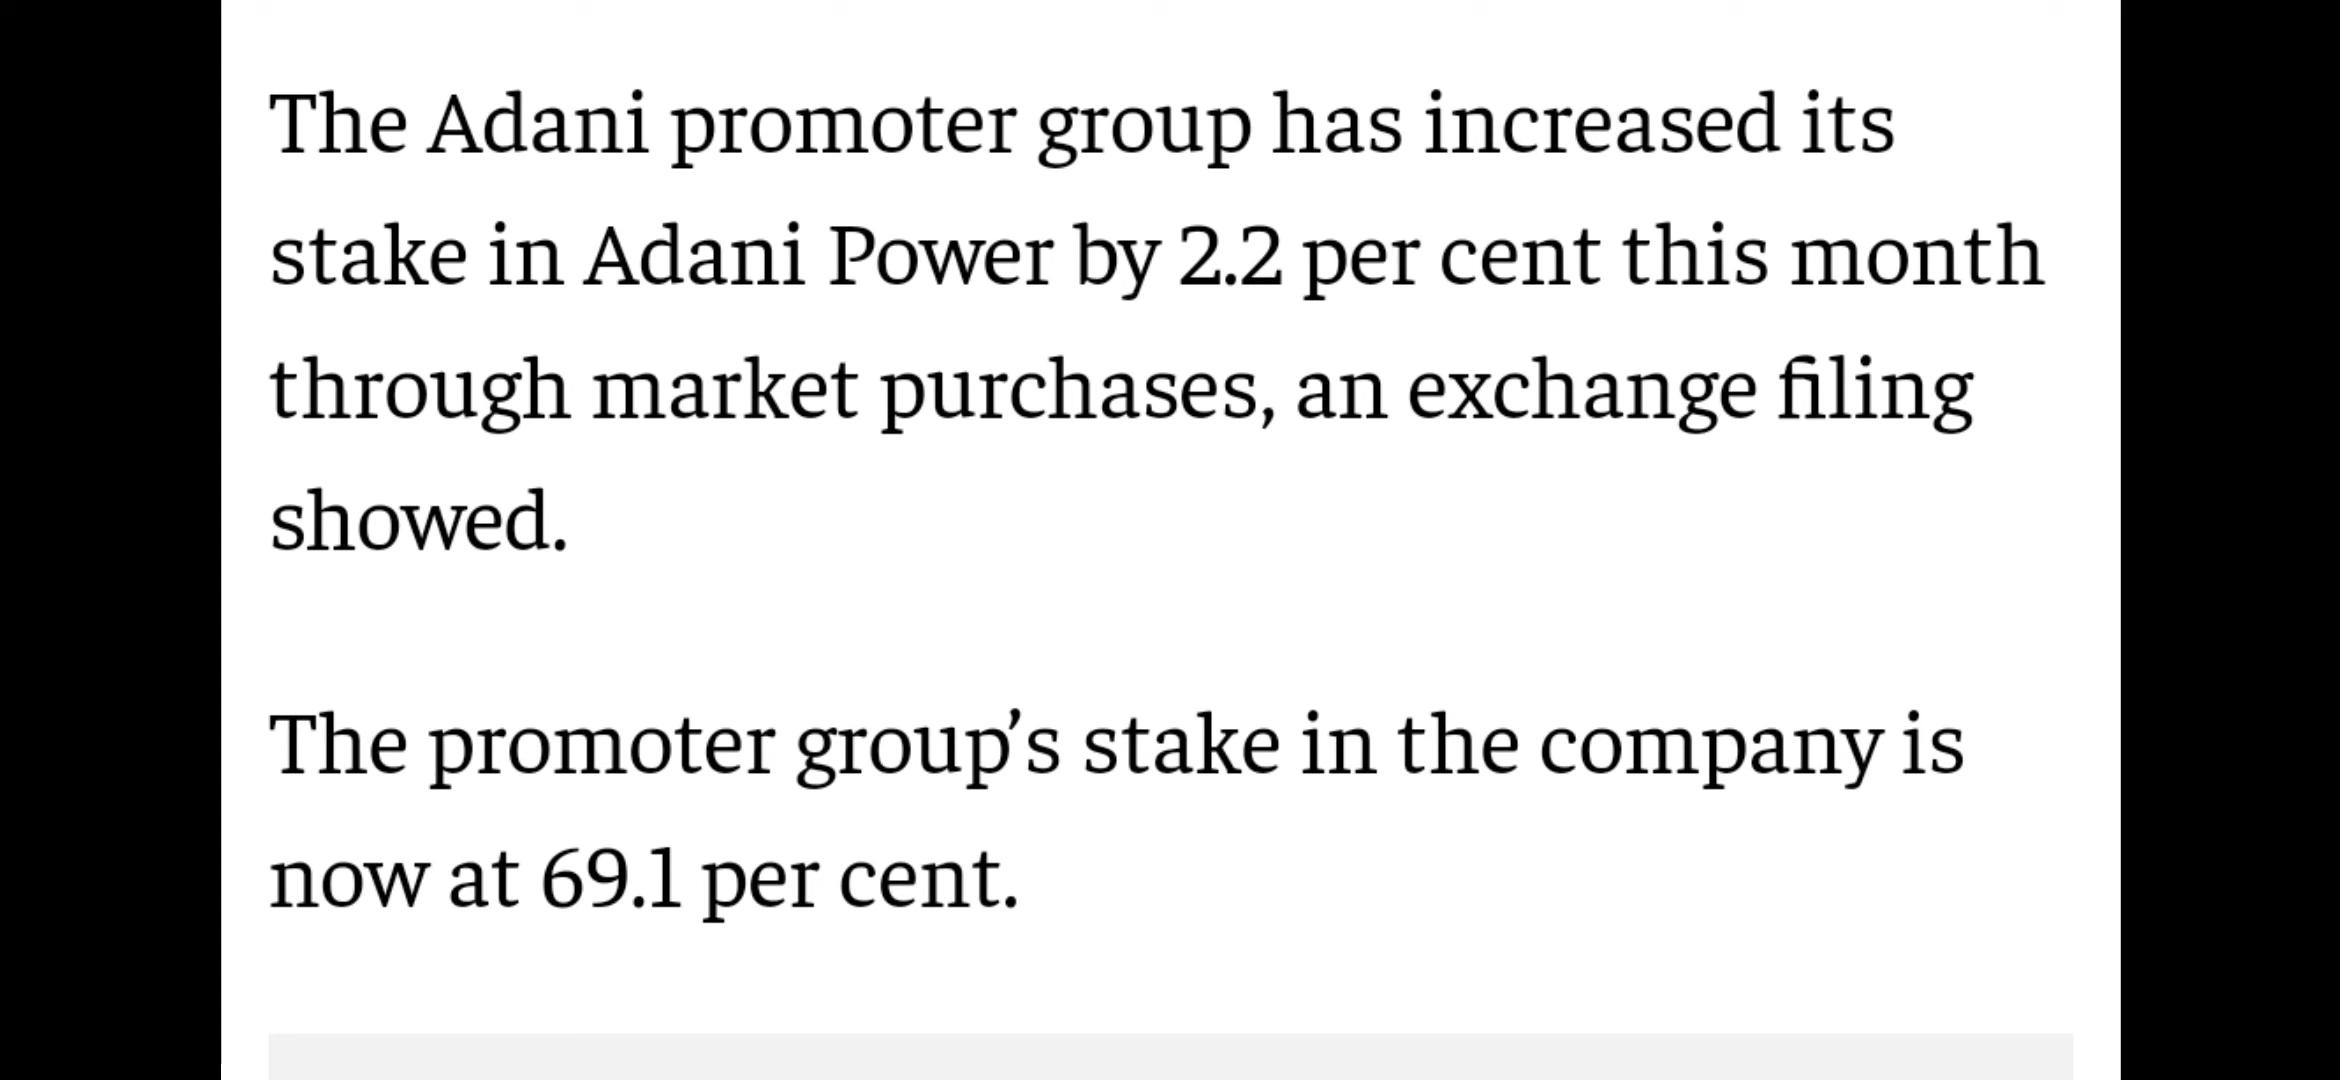 The Adani promoter group has increased its
stake in Adani Power by 2.2 per cent this month
through market purchases, an exchange filing
showed.
The promoter group’s stake in the company is
now at 69.1 per cent.